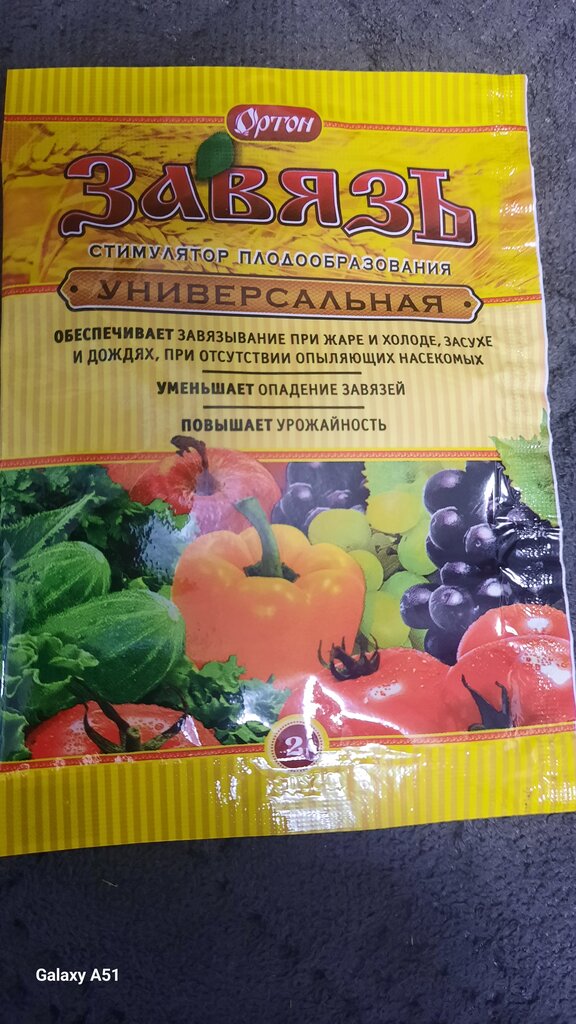 Ортон
Завязь
СТИМУЛЯТОР ПЛОДООБРАЗОВАНИЯ
УНИВЕРСАЛЬНАЯ
ОБЕСПЕЧИВАЕТ ЗАВЯЗЫВАНИЕ ПРИ ЖАРЕ И ХОЛОДЕ, ЗАСУХЕ
И ДОЖДЯХ, ПРИ ОТСУТСТВИИ ОПЫЛЯЮЩИХ НАСЕКОМЫХ
УМЕНЬШАЕТ ОПАДЕНИЕ ЗАВЯЗЕЙ
ПОВЫШАЕТ УРОЖАЙНОСТЬ
2г
Galaxy A51